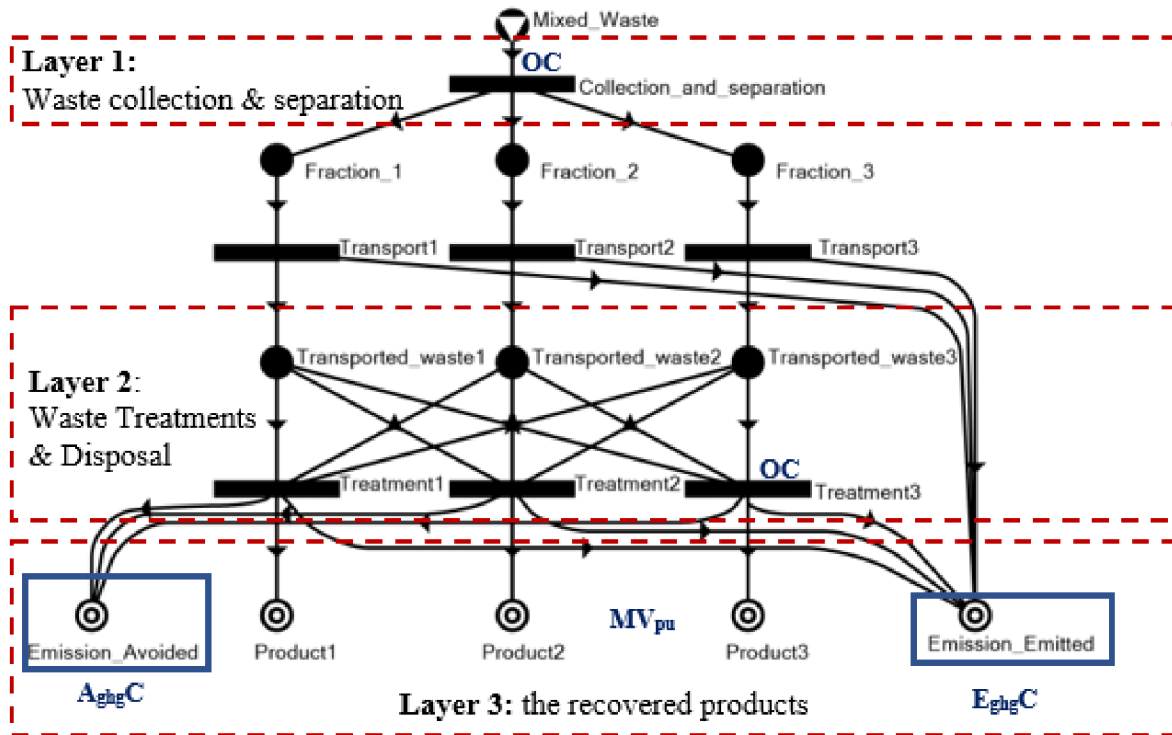 Mixed_Waste
Layer 1:
OC
Waste collection & separation
Collection_and_separation
Fraction_1
Fraction_2
Fraction_3
Transport1
Transport2
Transport3
Transported_waste1
Transported_waste2
Transported_waste3
Layer 2:
Waste Treatments
& Disposal
OC
Treatment1
Treatment2
Treatment3
MVpu
Emission_Avoided
Product1
Product2
Product3
Emission_Emitted
AghgC
EghgC
Layer 3: the recovered products